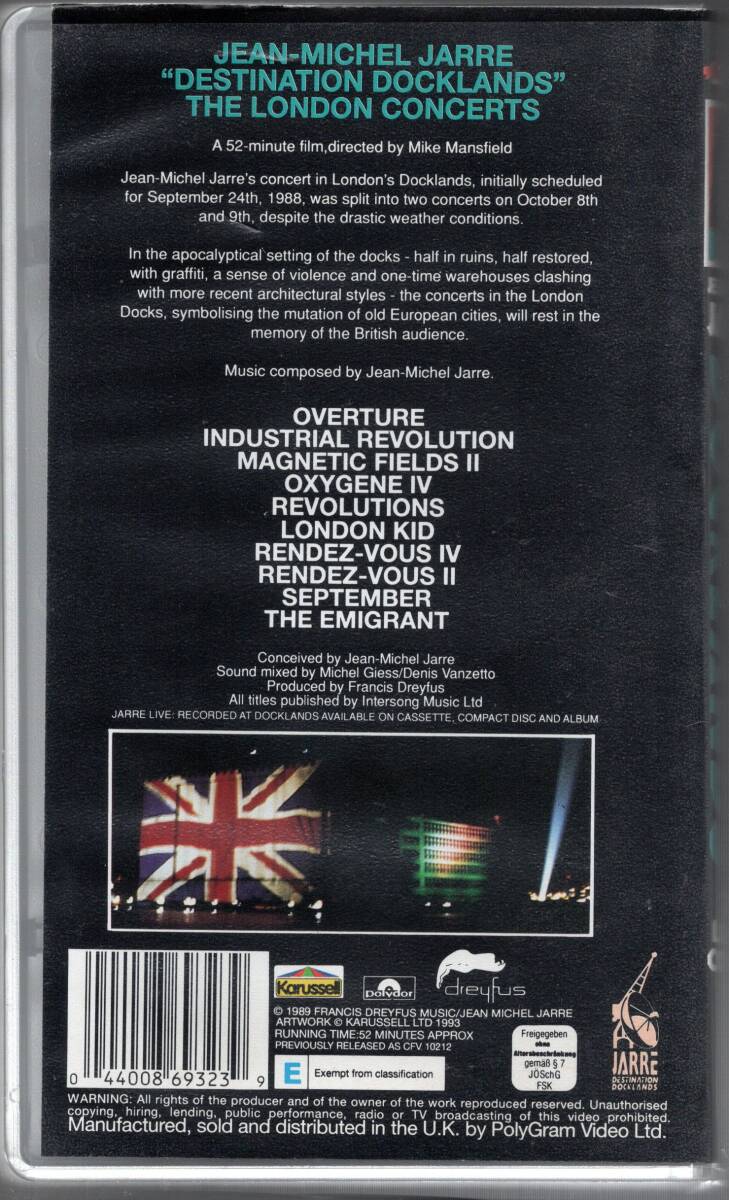 JEAN-MICHEL JARRE
“DESTINATION DOCKLANDS”
THE LONDON CONCERTS
A 52-minute film,directed by Mike Mansfield
Jean-Michel Jarre's concert in London's Docklands, initially scheduled
for September 24th, 1988, was split into two concerts on October 8th
and 9th, despite the drastic weather conditions.
In the apocalyptical setting of the docks - half in ruins, half restored,
with graffiti, a sense of violence and one-time warehouses clashing
with more recent architectural styles - the concerts in the London
Docks, symbolising the mutation of old European cities, will rest in the
memory of the British audience.
Music composed by Jean-Michel Jarre.
OVERTURE
INDUSTRIAL REVOLUTION
MAGNETIC FIELDS II
OXYGENE IV
REVOLUTIONS
LONDON KID
RENDEZ-VOUS IV
RENDEZ-VOUS II
SEPTEMBER
THE EMIGRANT
Conceived by Jean-Michel Jarre
Sound mixed by Michel Giess/Denis Vanzetto
Produced by Francis Dreyfus
All titles published by Intersong Music Ltd
JARRE LIVE: RECORDED AT DOCKLANDS AVAILABLE ON CASSETTE, COMPACT DISC AND ALBUM
Karussell
polydor
dreyfus
© 1989 FRANCIS DREYFUS MUSIC/JEAN MICHEL JARRE
ARTWORK © KARUSSELL LTD 1993
RUNNING TIME:52 MINUTES APPROX
PREVIOUSLY RELEASED AS CFV 10212
E Exempt from classification
Freigegeben
ohne
Altersbeschränkung
gemäß § 7
JÖSchG
FSK
JARRE
DESTINATION
DOCKLANDS
0 44008 69323 9
WARNING: All rights of the producer and of the owner of the work reproduced reserved. Unauthorised
copying, hiring, lending, public performance, radio or TV broadcasting of this video prohibited.
Manufactured, sold and distributed in the U.K. by PolyGram Video Ltd.